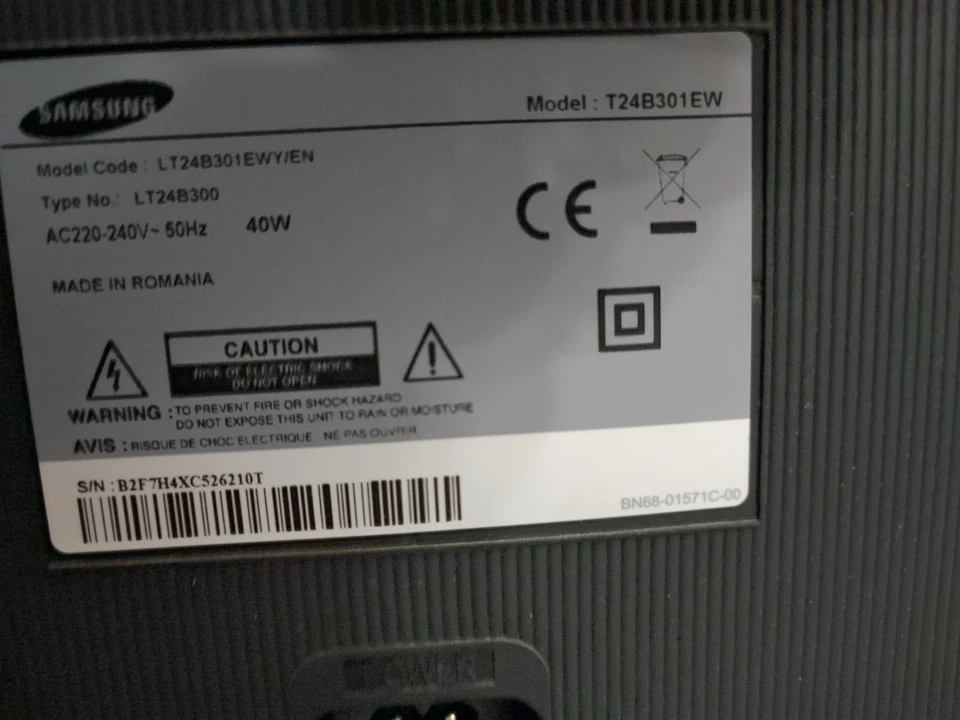 SAMSUNG
Model : T24B301EW
Model Code : LT24B301EWY/EN
Type No.: LT24B300
AC220-240V~ 50Hz 40W
MADE IN ROMANIA
CAUTION
RISK OF ELECTRIC SHOCK
DO NOT OPEN
WARNING : TO PREVENT FIRE OR SHOCK HAZARD
DO NOT EXPOSE THIS UNIT TO RAIN OR MOISTURE
AVIS : RISQUE DE CHOC ELECTRIQUE - NE PAS OUVRIR
S/N : B2F7H4XC526210T
BN68-01571C-00
POWER